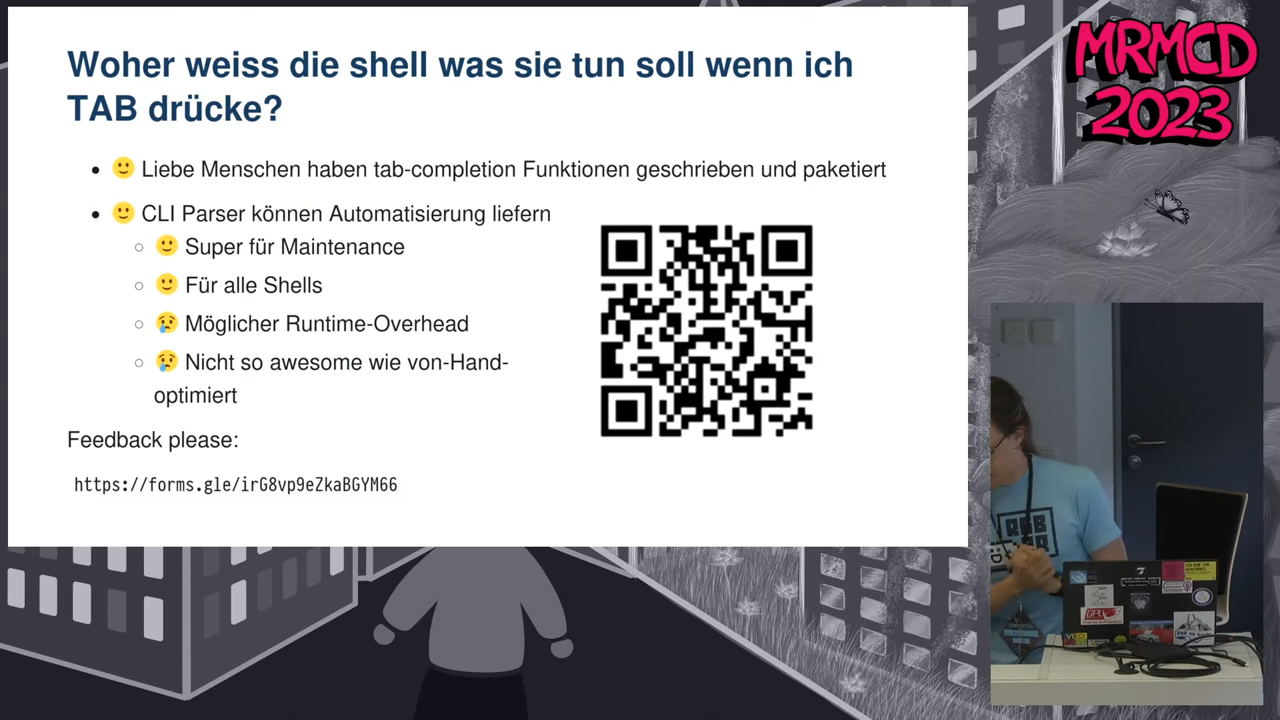 Woher weiss die shell was sie tun soll wenn ich
TAB drücke?
🙂 Liebe Menschen haben tab-completion Funktionen geschrieben und paketiert
🙂 CLI Parser können Automatisierung liefern
🙂 Super für Maintenance
🙂 Für alle Shells
😢 Möglicher Runtime-Overhead
😢 Nicht so awesome wie von-Hand-
optimiert
Feedback please:
https://forms.gle/irG8vp9eZkaBGYM66
MRMCD
2023
GPLv3